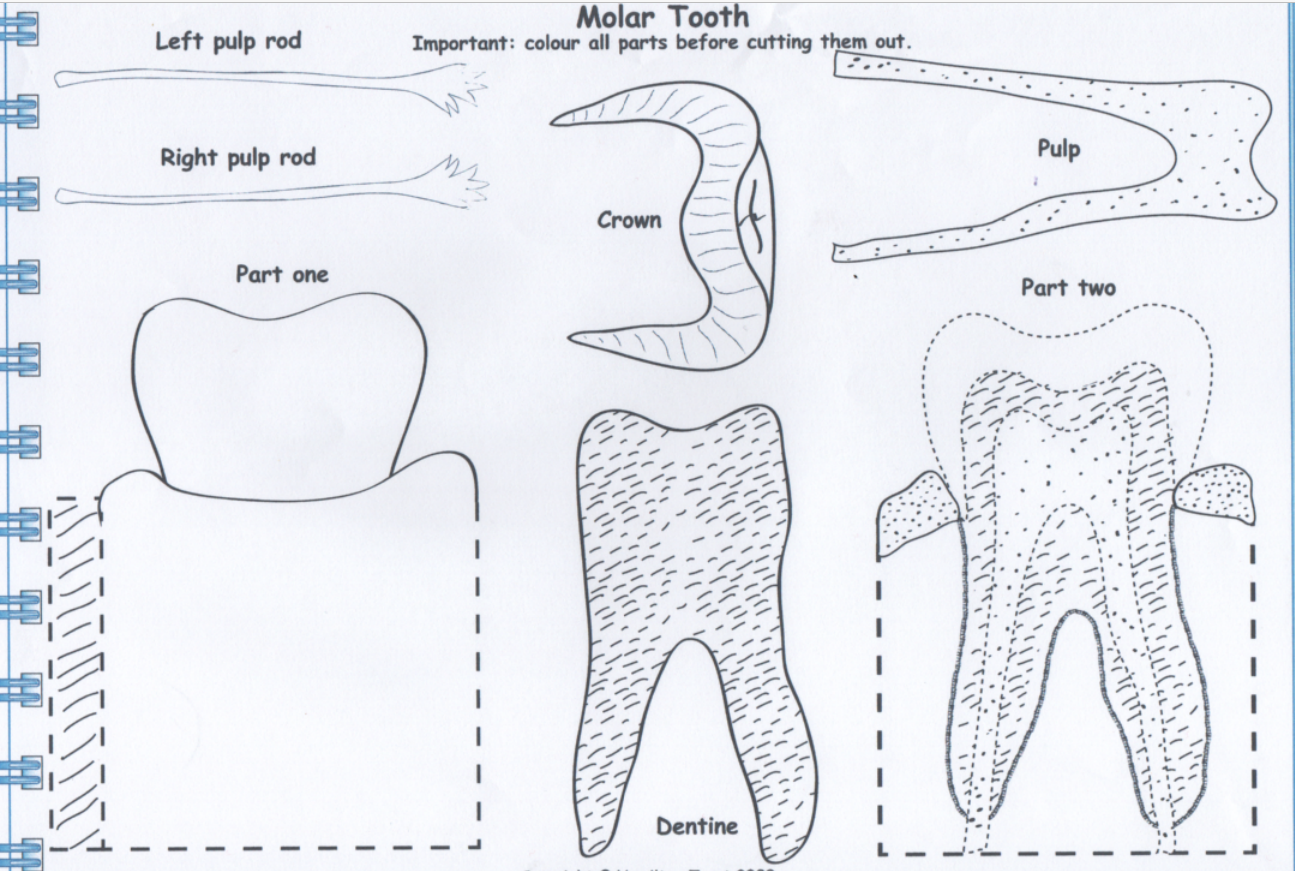 Molar Tooth
Important: colour all parts before cutting them out.
Left pulp rod
Right pulp rod
Crown
Pulp
Part one
Part two
Dentine